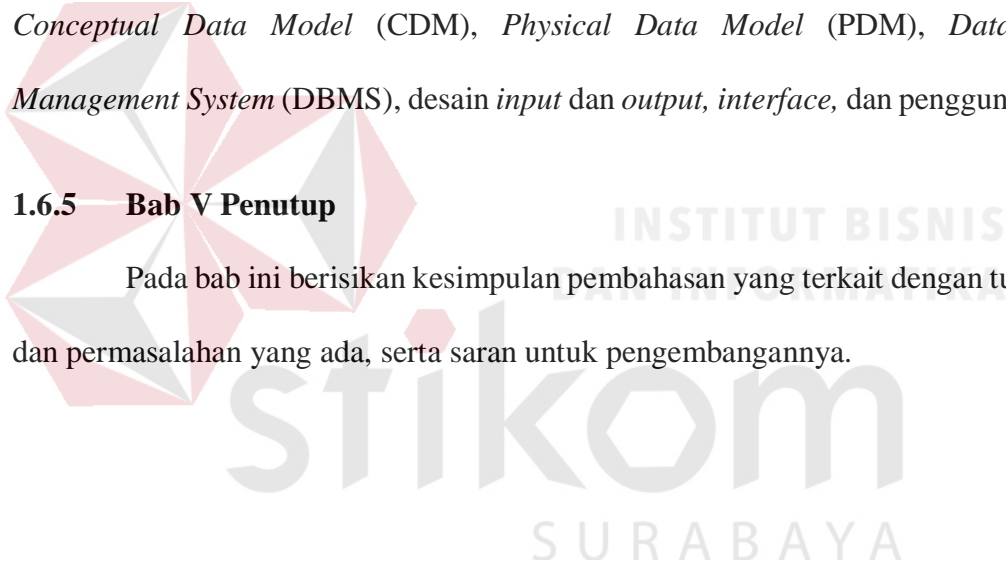 Conceptual Data Model (CDM), Physical Data Model (PDM), Data
Management System (DBMS), desain input dan output, interface, dan penggun
1.6.5 Bab V Penutup
INSTITUT BISNIS
Pada bab ini berisikan kesimpulan pembahasan yang terkait dengan tu
DAN INFORMATIKA
dan permasalahan yang ada, serta saran untuk pengembangannya.
stikom
SURABAYA